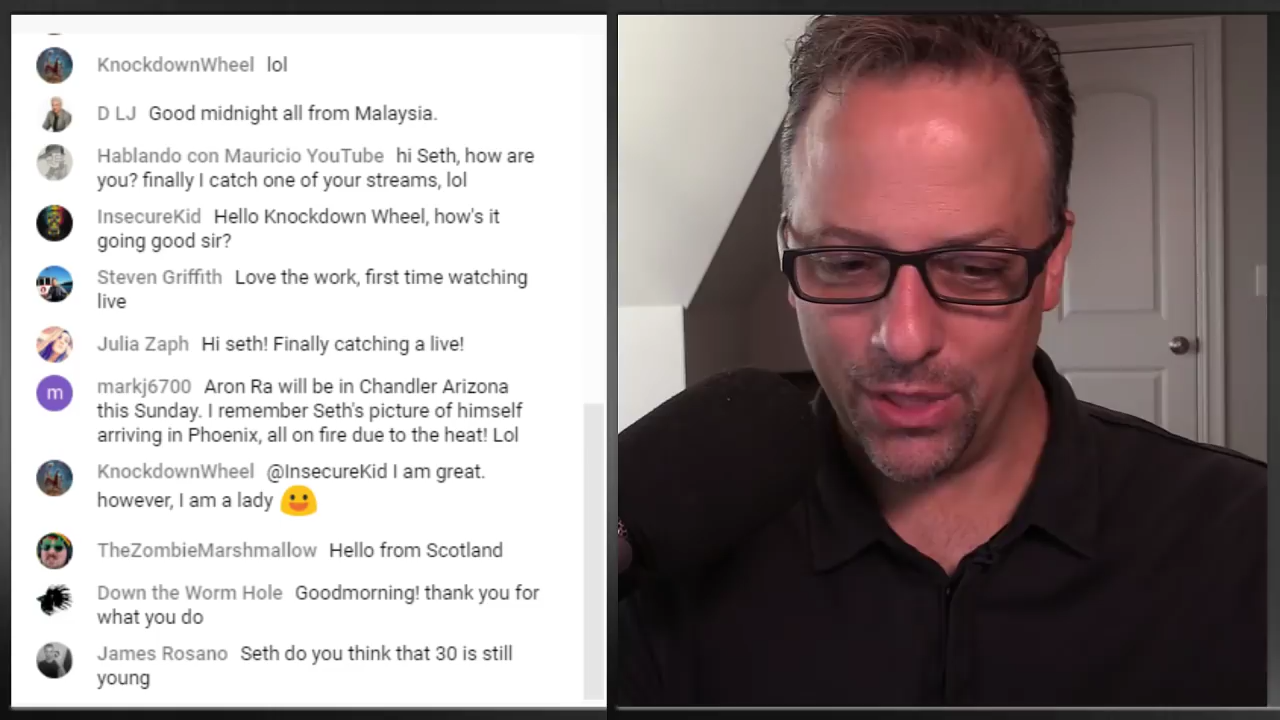 KnockdownWheel lol
D LJ Good midnight all from Malaysia.
Hablando con Mauricio YouTube hi Seth, how are
you? finally I catch one of your streams, lol
InsecureKid Hello Knockdown Wheel, how's it
going good sir?
Steven Griffith Love the work, first time watching
live
Julia Zaph Hi seth! Finally catching a live!
m
markj6700 Aron Ra will be in Chandler Arizona
this Sunday. I remember Seth's picture of himself
arriving in Phoenix, all on fire due to the heat! Lol
KnockdownWheel @InsecureKid I am great.
however, I am a lady 😃
TheZombieMarshmallow Hello from Scotland
Down the Worm Hole Goodmorning! thank you for
what you do
James Rosano Seth do you think that 30 is still
young